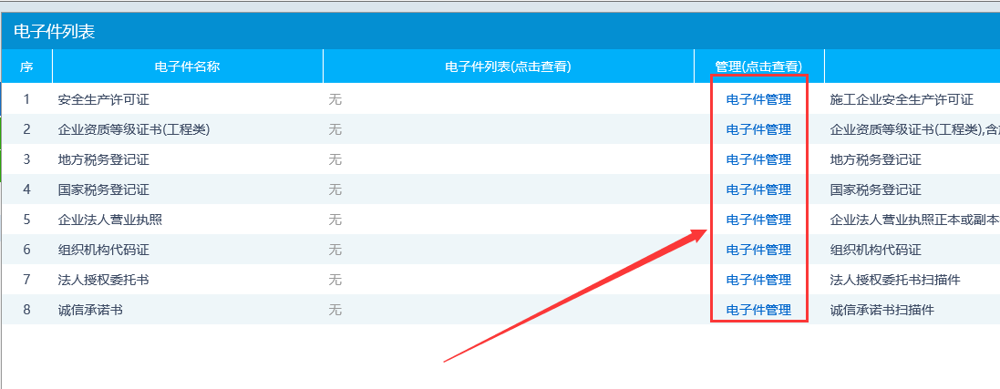 电子件列表
序 电子件名称 电子件列表(点击查看) 管理(点击查看)
1 安全生产许可证 无 电子件管理 施工企业安全生产许可证
2 企业资质等级证书(工程类) 无 电子件管理 企业资质等级证书(工程类),含
3 地方税务登记证 无 电子件管理 地方税务登记证
4 国家税务登记证 无 电子件管理 国家税务登记证
5 企业法人营业执照 无 电子件管理 企业法人营业执照正本或副本
6 组织机构代码证 无 电子件管理 组织机构代码证
7 法人授权委托书 无 电子件管理 法人授权委托书扫描件
8 诚信承诺书 无 电子件管理 诚信承诺书扫描件